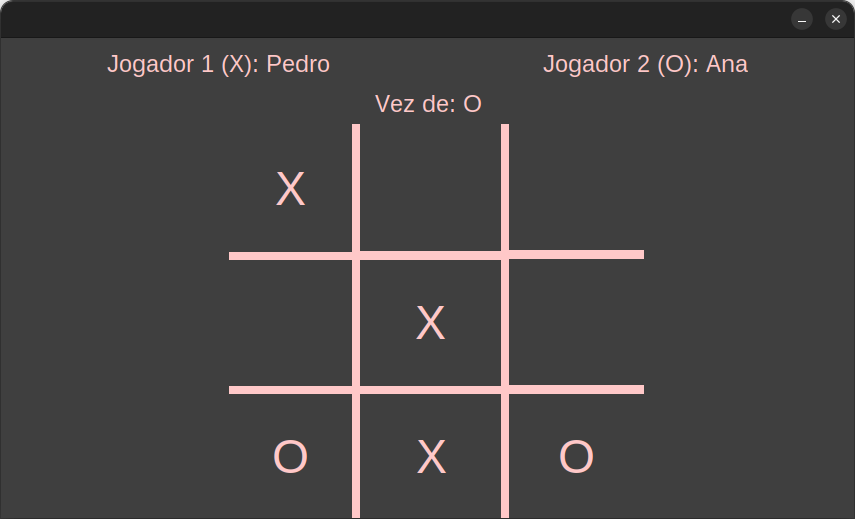 Jogador 1 (X): Pedro
Jogador 2 (O): Ana
Vez de: O
X
X
O X O